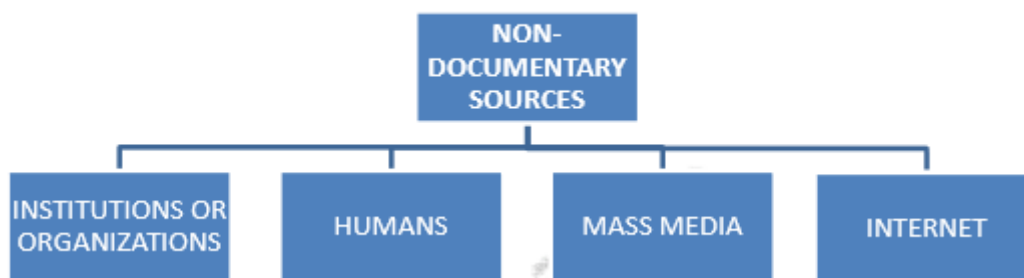 NON-
DOCUMENTARY
SOURCES
INSTITUTIONS OR
ORGANIZATIONS
HUMANS
MASS MEDIA
INTERNET